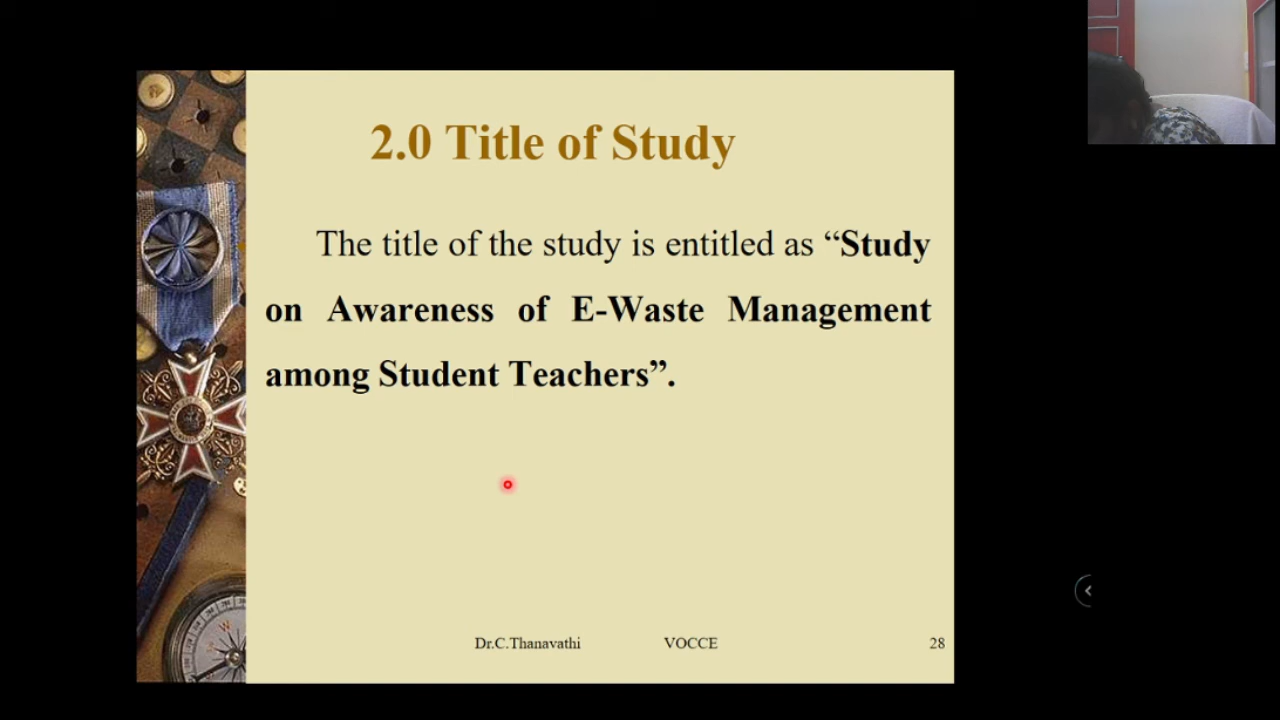 2.0 Title of Study
The title of the study is entitled as “Study
on Awareness of E-Waste Management
among Student Teachers”.
Dr.C.Thanavathi VOCCE 28